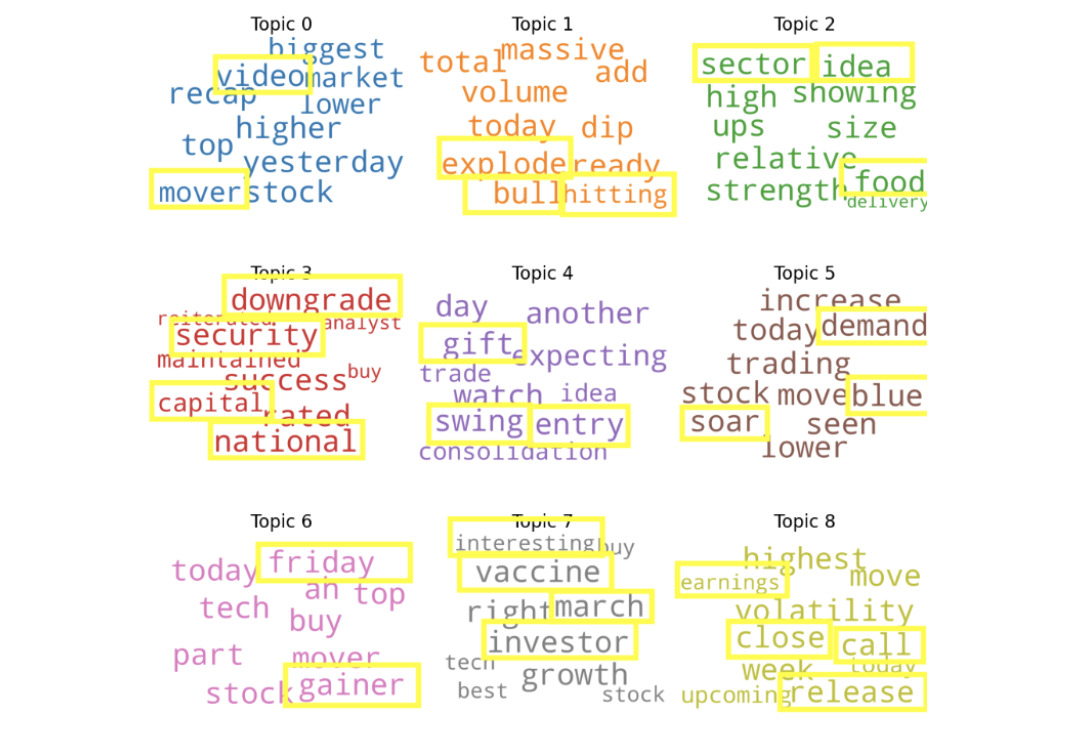 Topic 0
biggest
video market
recap lower
higher
top yesterday
mover stock
Topic 1
massive
total add
volume
today dip
explode ready
bull hitting
Topic 2
sector idea
high showing
ups size
relative
strength food
delivery
Topic 3
downgrade
reiterated analyst
security
maintained
success buy
capital rated
national
Topic 4
day another
gift expecting
trade
watch idea
swing entry
consolidation
Topic 5
increase
today demand
trading
stock move blue
soar seen
lower
Topic 6
today friday
ah top
tech buy
part mover
stock gainer
Topic 7
interesting buy
vaccine
right march
investor
tech growth
best stock
Topic 8
highest
earnings move
volatility
close call
week today
upcoming release